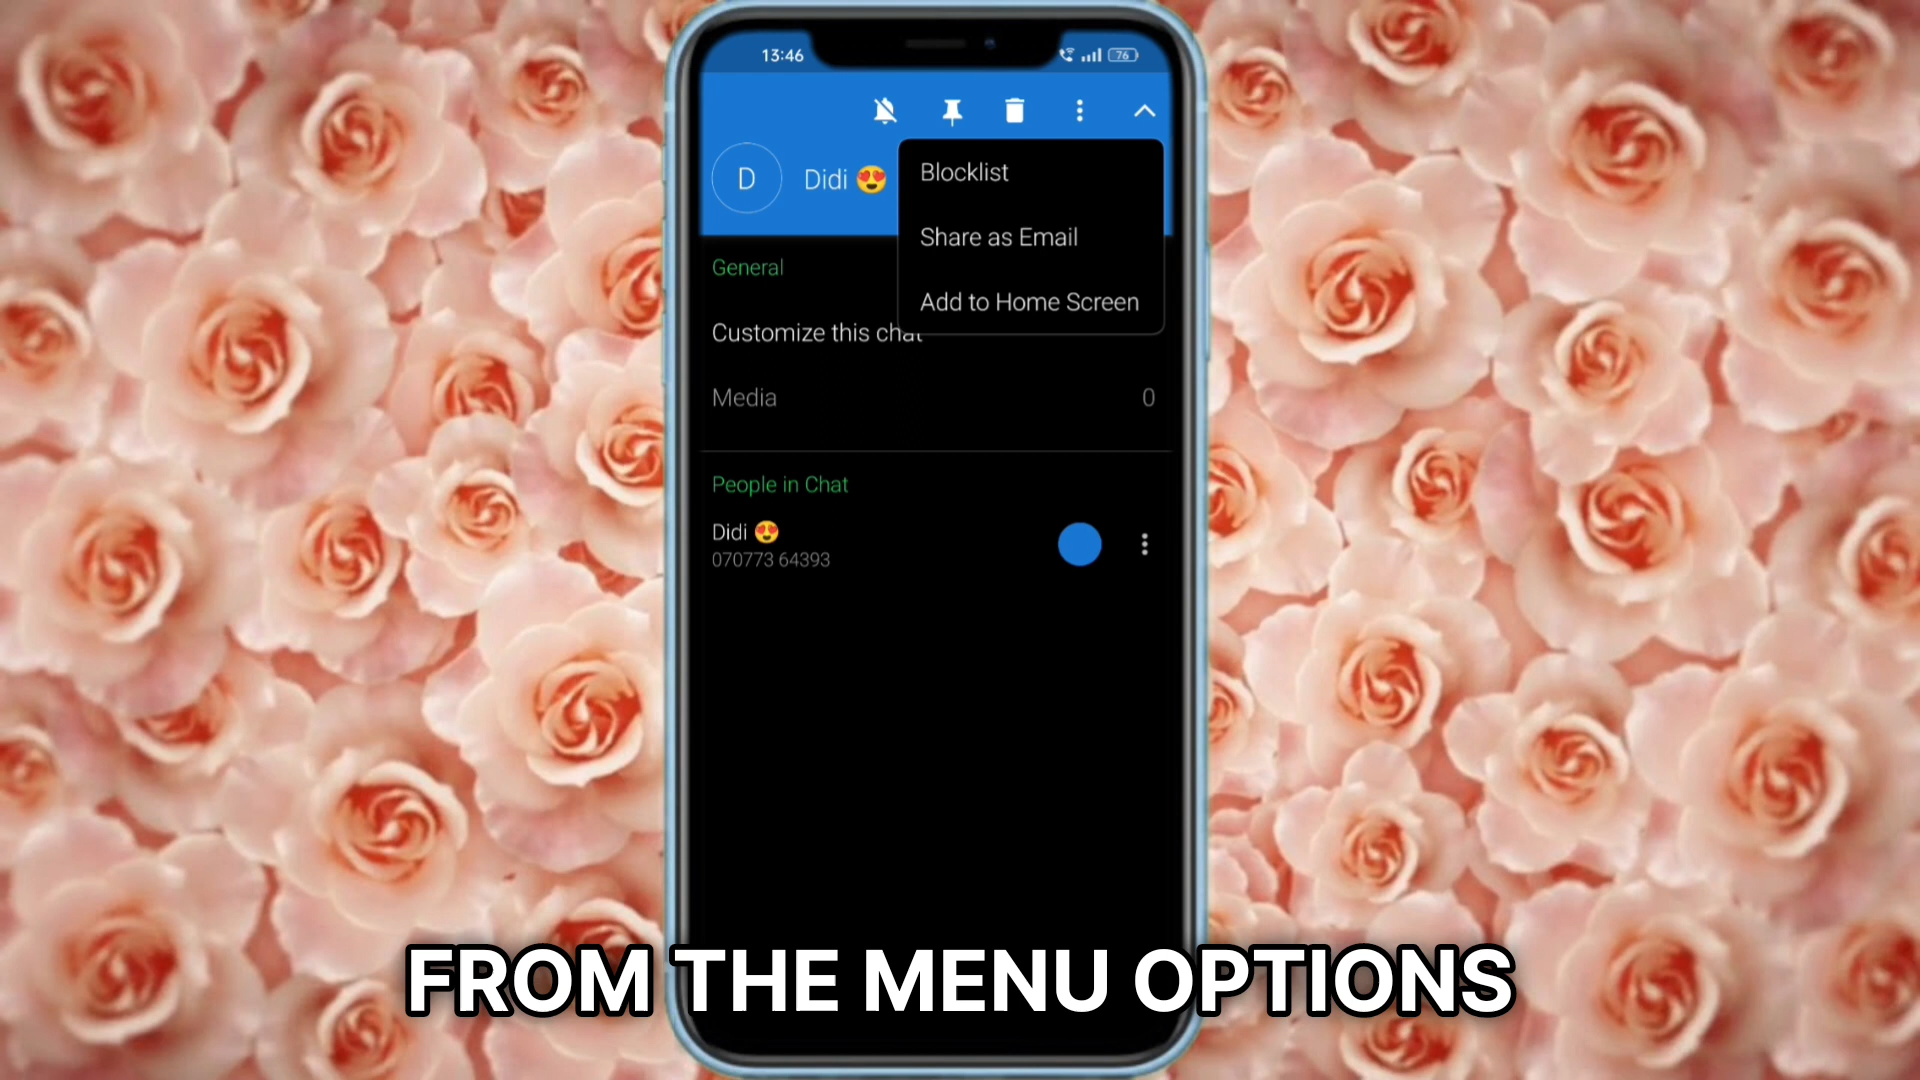 13:46
76
D
Didi 😍
Blocklist
Share as Email
Add to Home Screen
General
Customize this chat
Media 0
People in Chat
Didi 😍
070773 64393
FROM THE MENU OPTIONS